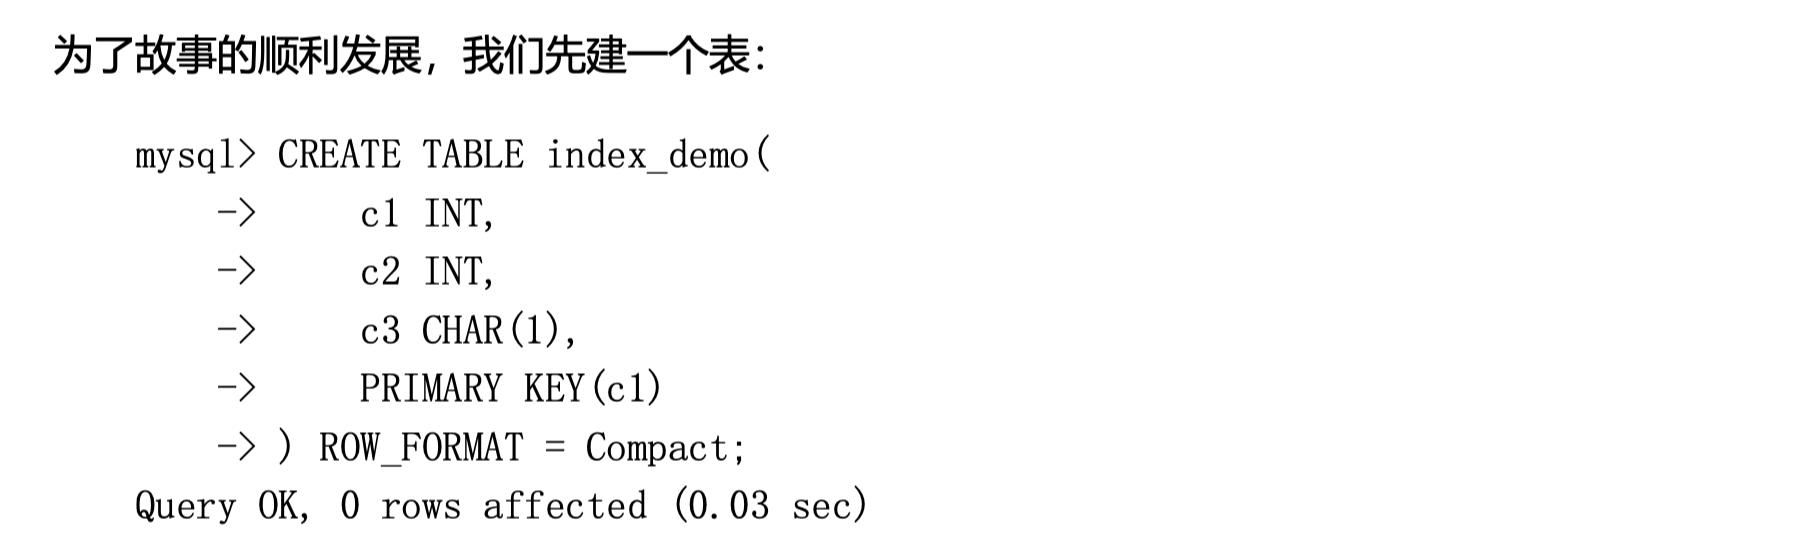 为了故事的顺利发展，我们先建一个表：
mysql> CREATE TABLE index_demo(
    ->     c1 INT,
    ->     c2 INT,
    ->     c3 CHAR(1),
    ->     PRIMARY KEY(c1)
    -> ) ROW_FORMAT = Compact;
Query OK, 0 rows affected (0.03 sec)